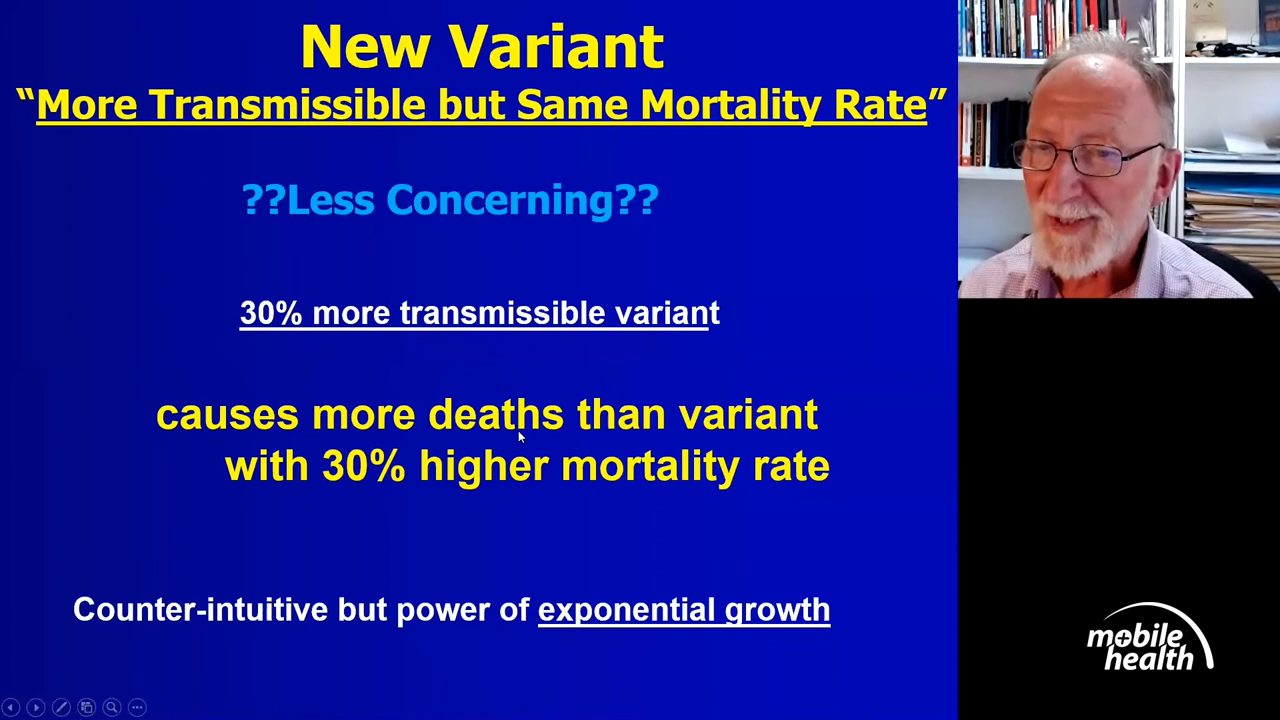 New Variant
“More Transmissible but Same Mortality Rate”
??Less Concerning??
30% more transmissible variant
causes more deaths than variant
with 30% higher mortality rate
Counter-intuitive but power of exponential growth
mobile
health